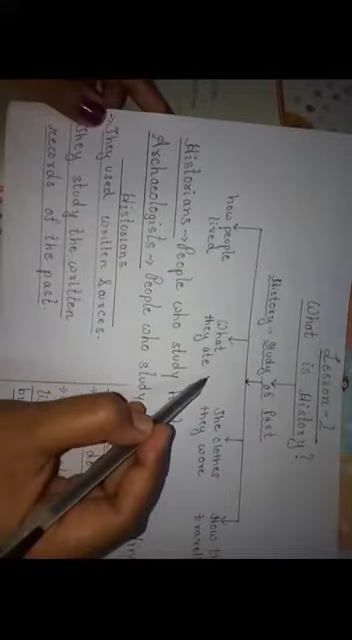 Lesson-1
What is History?
History → Study of Past
how people lived
What they ate
The clothes they wore
How travel
Historians → People who study
Archaeologists → People who study
Historians
→ They used written Sources.
They study the written
records of the past.